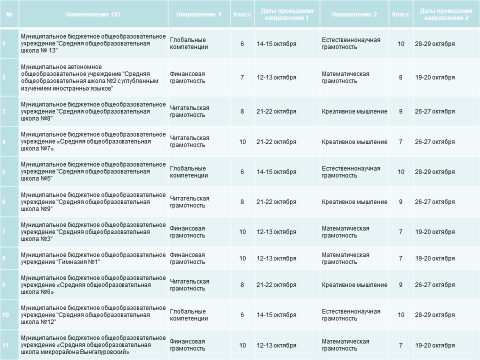 № Наименование ОО Направление 1 Класс Даты проведения направления 1 Направление 2 Класс Даты проведения направления 2
1 Муниципальное бюджетное общеобразовательное учреждение "Средняя общеобразовательная школа № 13" Глобальные компетенции 6 14-15 октября Естественнонаучная грамотность 10 28-29 октября
2 Муниципальное автономное общеобразовательное учреждение "Средняя общеобразовательная школа №2 с углубленным изучением иностранных языков" Финансовая грамотность 7 12-13 октября Математическая грамотность 8 19-20 октября
3 Муниципальное бюджетное общеобразовательное учреждение "Средняя общеобразовательная школа №8" Читательская грамотность 8 21-22 октября Креативное мышление 9 26-27 октября
4 Муниципальное бюджетное общеобразовательное учреждение «Средняя общеобразовательная школа №7» Читательская грамотность 10 21-22 октября Креативное мышление 7 26-27 октября
5 Муниципальное бюджетное общеобразовательное учреждение "Средняя общеобразовательная школа №5" Глобальные компетенции 6 14-15 октября Естественнонаучная грамотность 10 28-29 октября
6 Муниципальное бюджетное общеобразовательное учреждение "Средняя общеобразовательная школа №9" Читательская грамотность 8 21-22 октября Креативное мышление 9 26-27 октября
7 Муниципальное бюджетное общеобразовательное учреждение "Средняя общеобразовательная школа №3" Финансовая грамотность 10 12-13 октября Математическая грамотность 7 19-20 октября
8 Муниципальное бюджетное общеобразовательное учреждение "Гимназия №1" Финансовая грамотность 10 12-13 октября Математическая грамотность 7 19-20 октября
9 Муниципальное бюджетное общеобразовательное учреждение «Средняя общеобразовательная школа №6» Читательская грамотность 8 21-22 октября Креативное мышление 9 26-27 октября
10 Муниципальное бюджетное общеобразовательное учреждение "Средняя общеобразовательная школа №12" Глобальные компетенции 6 14-15 октября Естественнонаучная грамотность 10 28-29 октября
11 Муниципальное бюджетное общеобразовательное учреждение «Средняя общеобразовательная школа микрорайона Вынгапуровский» Финансовая грамотность 10 12-13 октября Математическая грамотность 7 19-20 октября